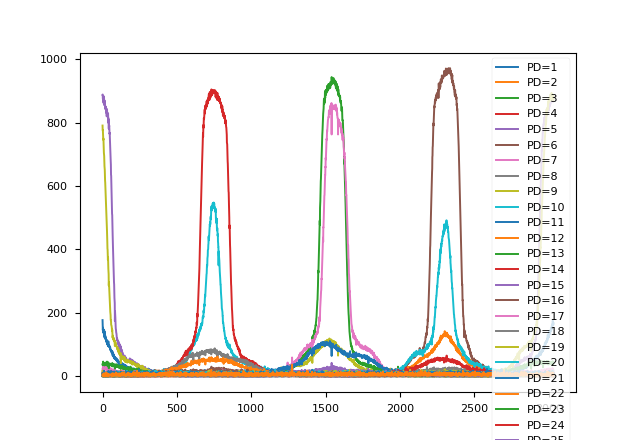 1000
800
600
400
200
0
0
500
1000
1500
2000
2500
PD=1
PD=2
PD=3
PD=4
PD=5
PD=6
PD=7
PD=8
PD=9
PD=10
PD=11
PD=12
PD=13
PD=14
PD=15
PD=16
PD=17
PD=18
PD=19
PD=20
PD=21
PD=22
PD=23
PD=24